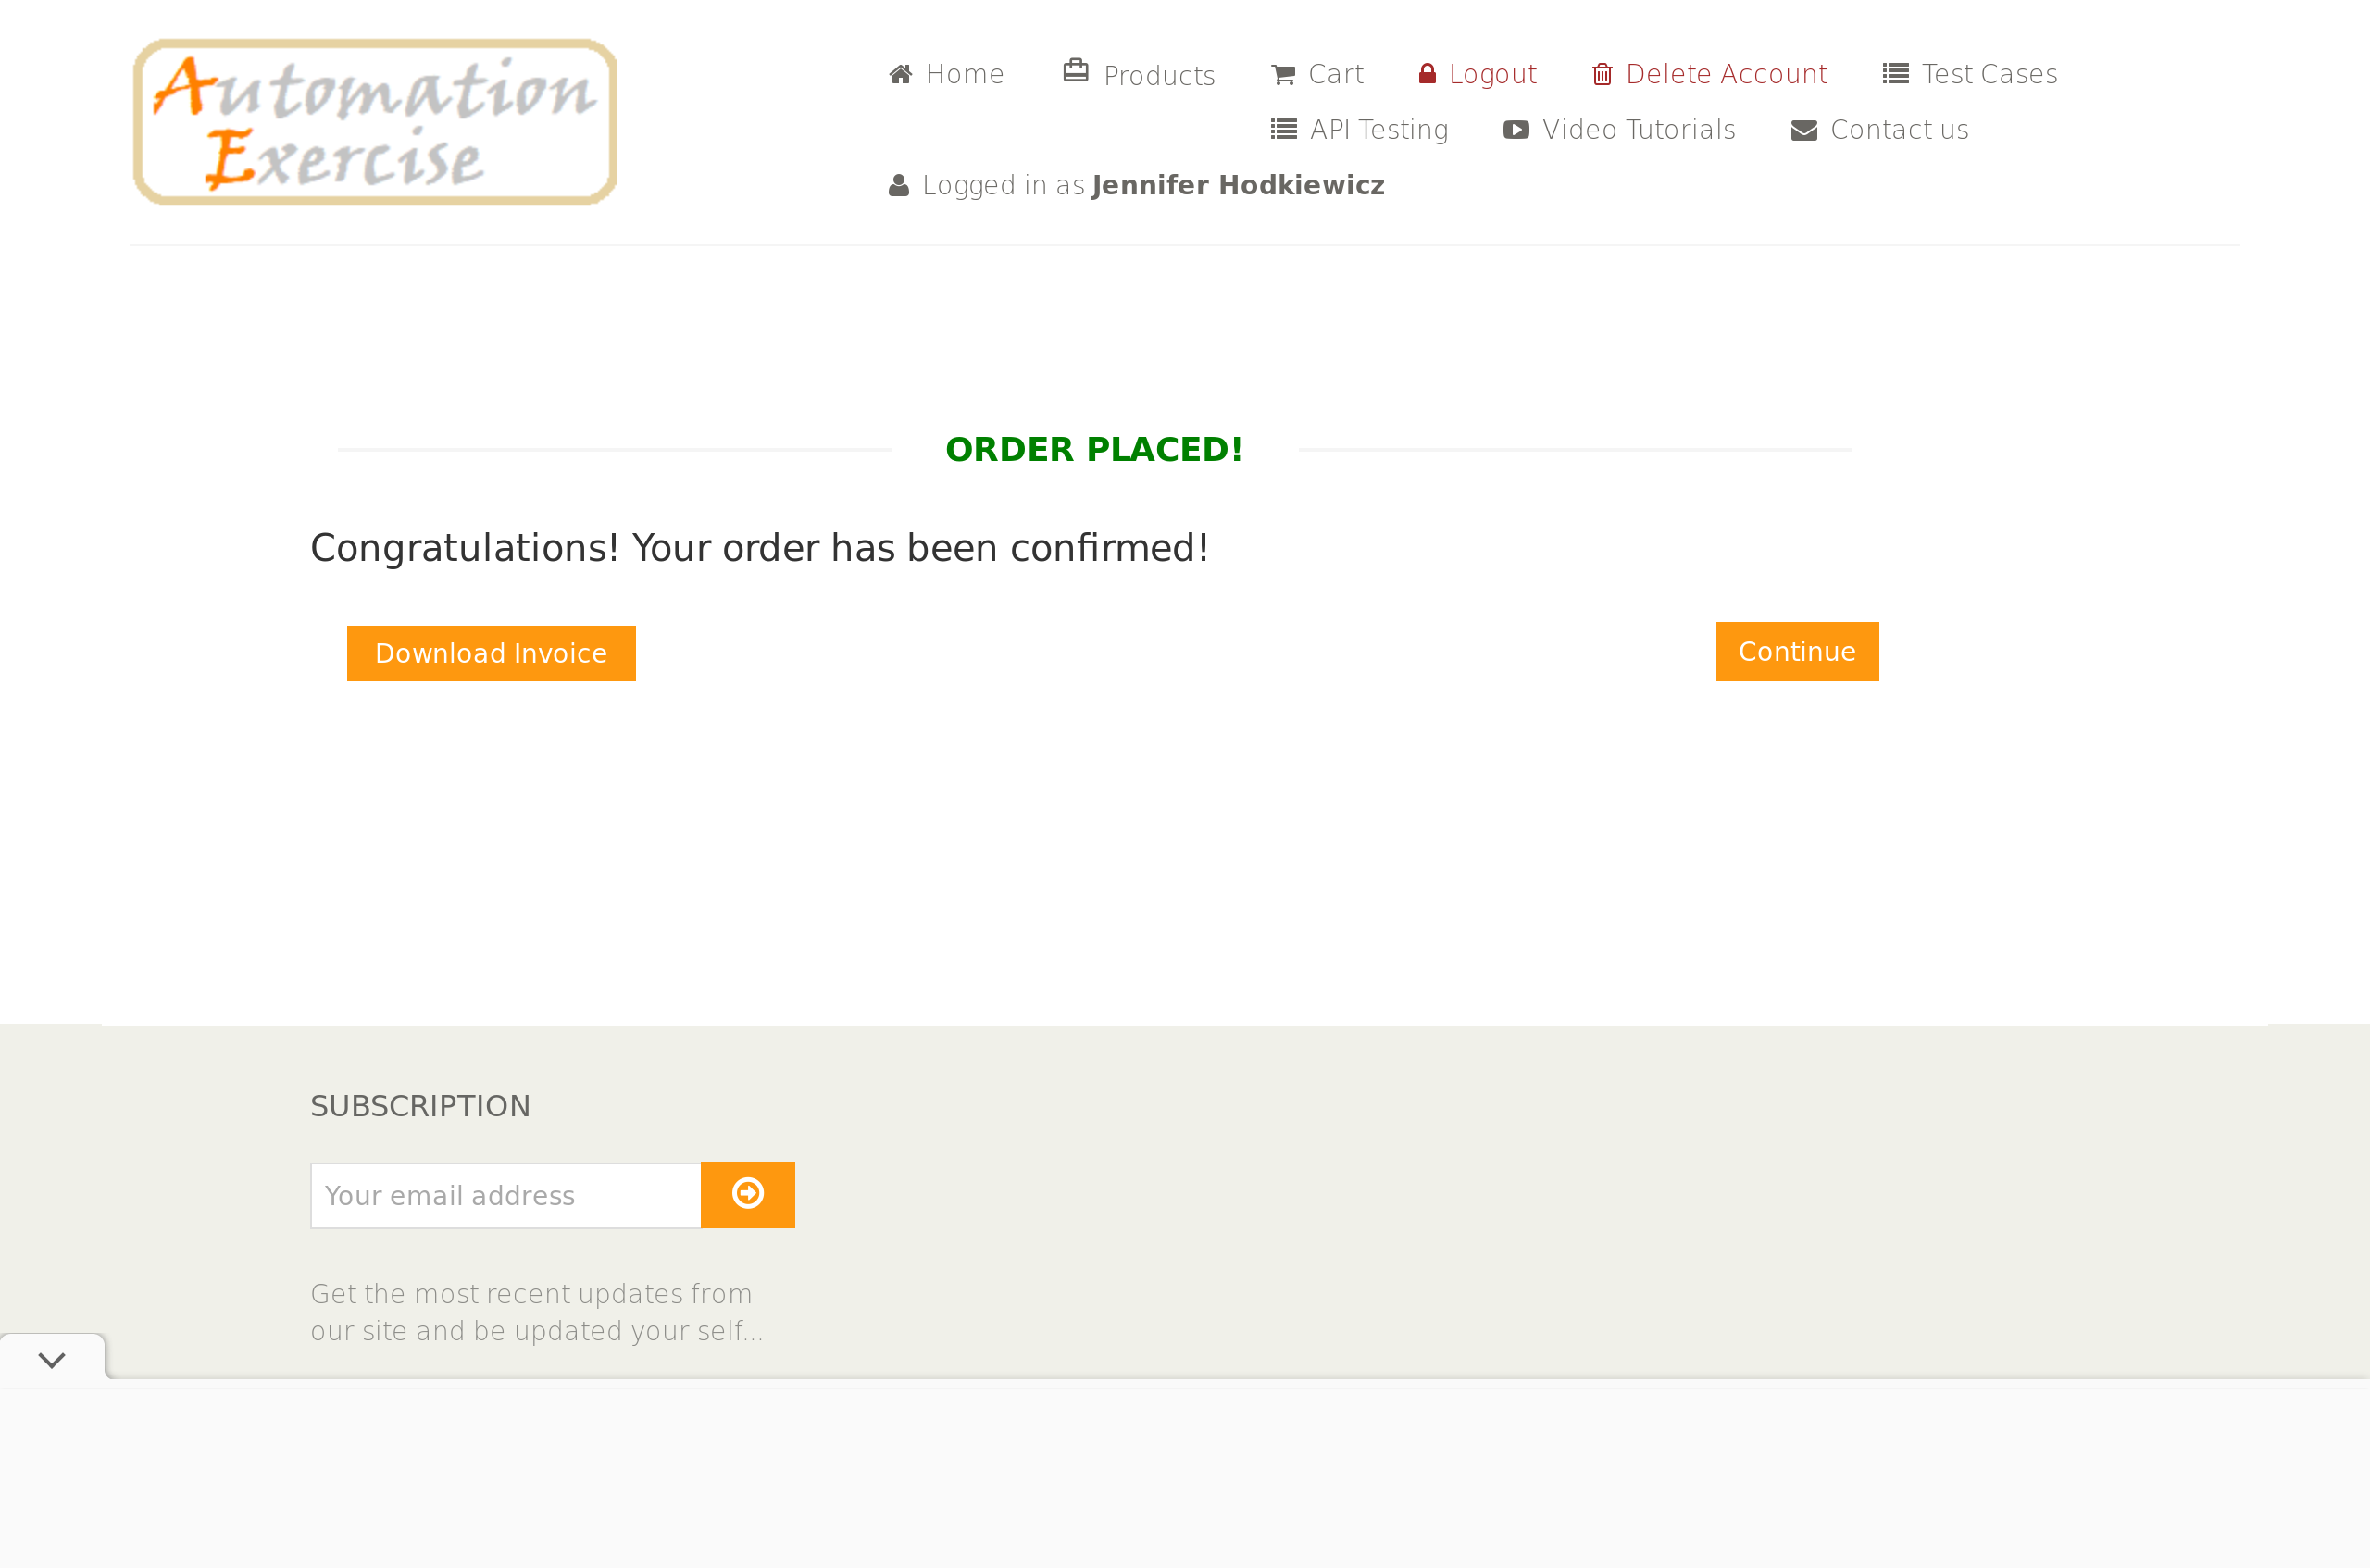 Automation
Exercise
Home Products Cart Logout Delete Account Test Cases
API Testing Video Tutorials Contact us
Logged in as Jennifer Hodkiewicz
ORDER PLACED!
Congratulations! Your order has been confirmed!
Download Invoice Continue
SUBSCRIPTION
Your email address
Get the most recent updates from
our site and be updated your self...